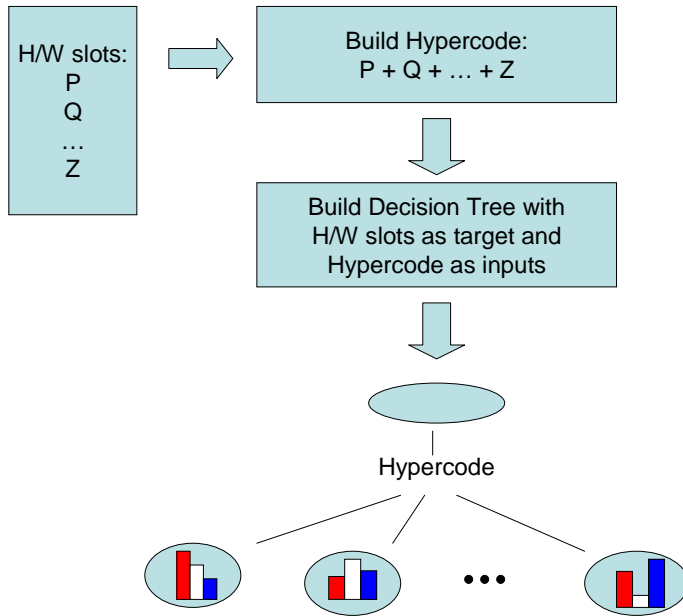 H/W slots:
P
Q
…
Z
Build Hypercode:
P + Q + … + Z
Build Decision Tree with
H/W slots as target and
Hypercode as inputs
Hypercode